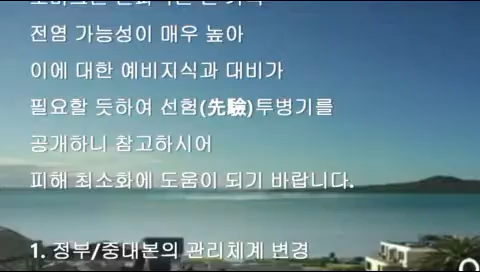 전염 가능성이 매우 높아
이에 대한 예비지식과 대비가
필요할 듯하여 선험(先驗)투병기를
공개하니 참고하시어
피해 최소화에 도움이 되기 바랍니다.
1. 정부/중대본의 관리체계 변경